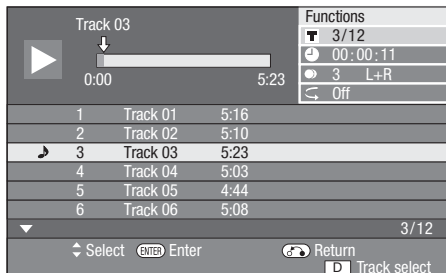 Track 03
0:00 5:23
Functions
T 3/12
00:00:11
3 L+R
Off
1 Track 01 5:16
2 Track 02 5:10
3 Track 03 5:23
4 Track 04 5:03
5 Track 05 4:44
6 Track 06 5:08
3/12
Select ENTER Enter Return
D Track select